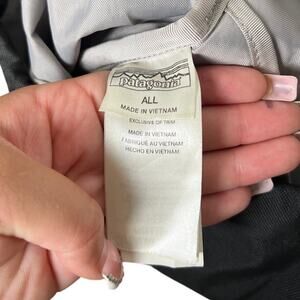 patagonia
ALL
MADE IN VIETNAM
EXCLUSIVE OF TRIM
MADE IN VIETNAM
FABRIQUÉ AU VIETNAM
HECHO EN VIETNAM